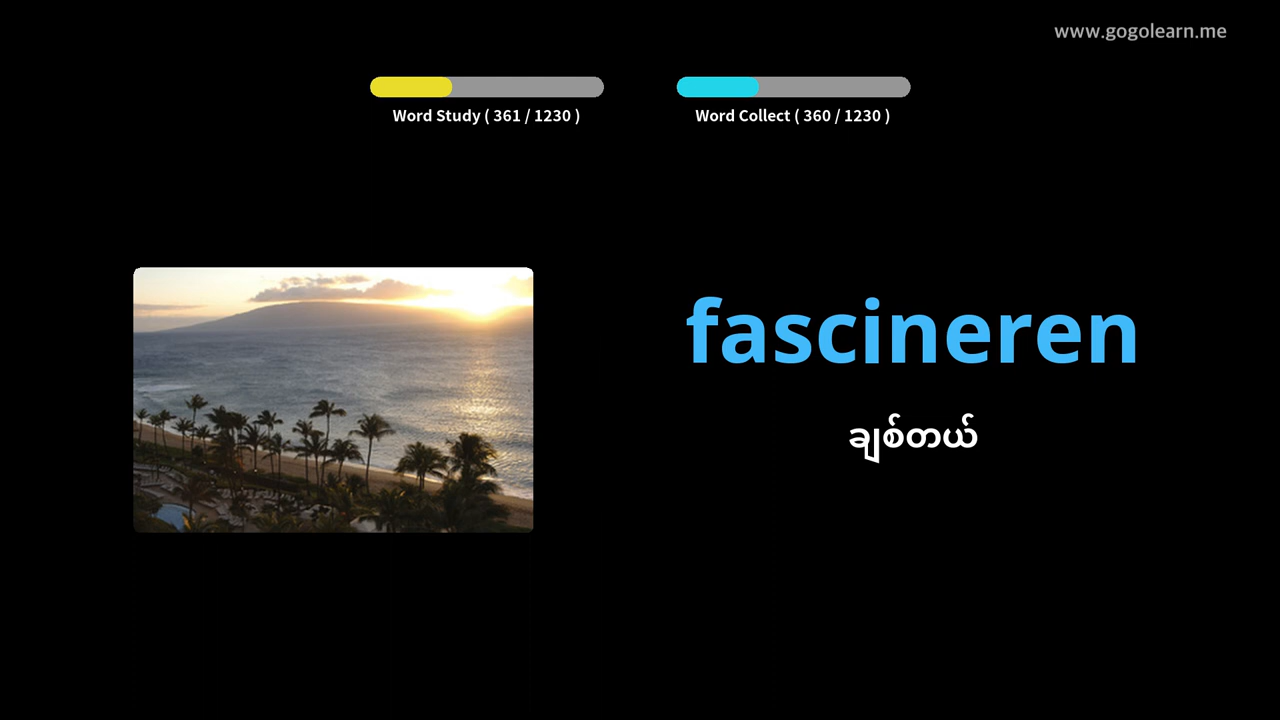 www.gogolearn.me
Word Study ( 361 / 1230 )
Word Collect ( 360 / 1230 )
fascineren
ချစ်တယ်